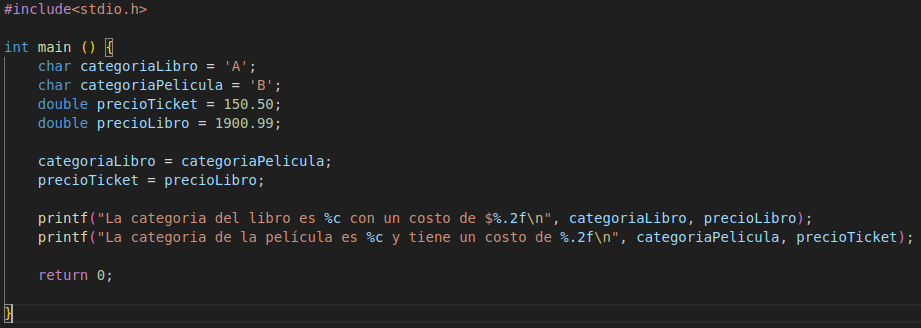 #include<stdio.h>
int main () {
    char categoriaLibro = 'A';
    char categoriaPelicula = 'B';
    double precioTicket = 150.50;
    double precioLibro = 1900.99;
    categoriaLibro = categoriaPelicula;
    precioTicket = precioLibro;
    printf("La categoria del libro es %c con un costo de $%.2f\n", categoriaLibro, precioLibro);
    printf("La categoria de la película es %c y tiene un costo de %.2f\n", categoriaPelicula, precioTicket);
    return 0;
}